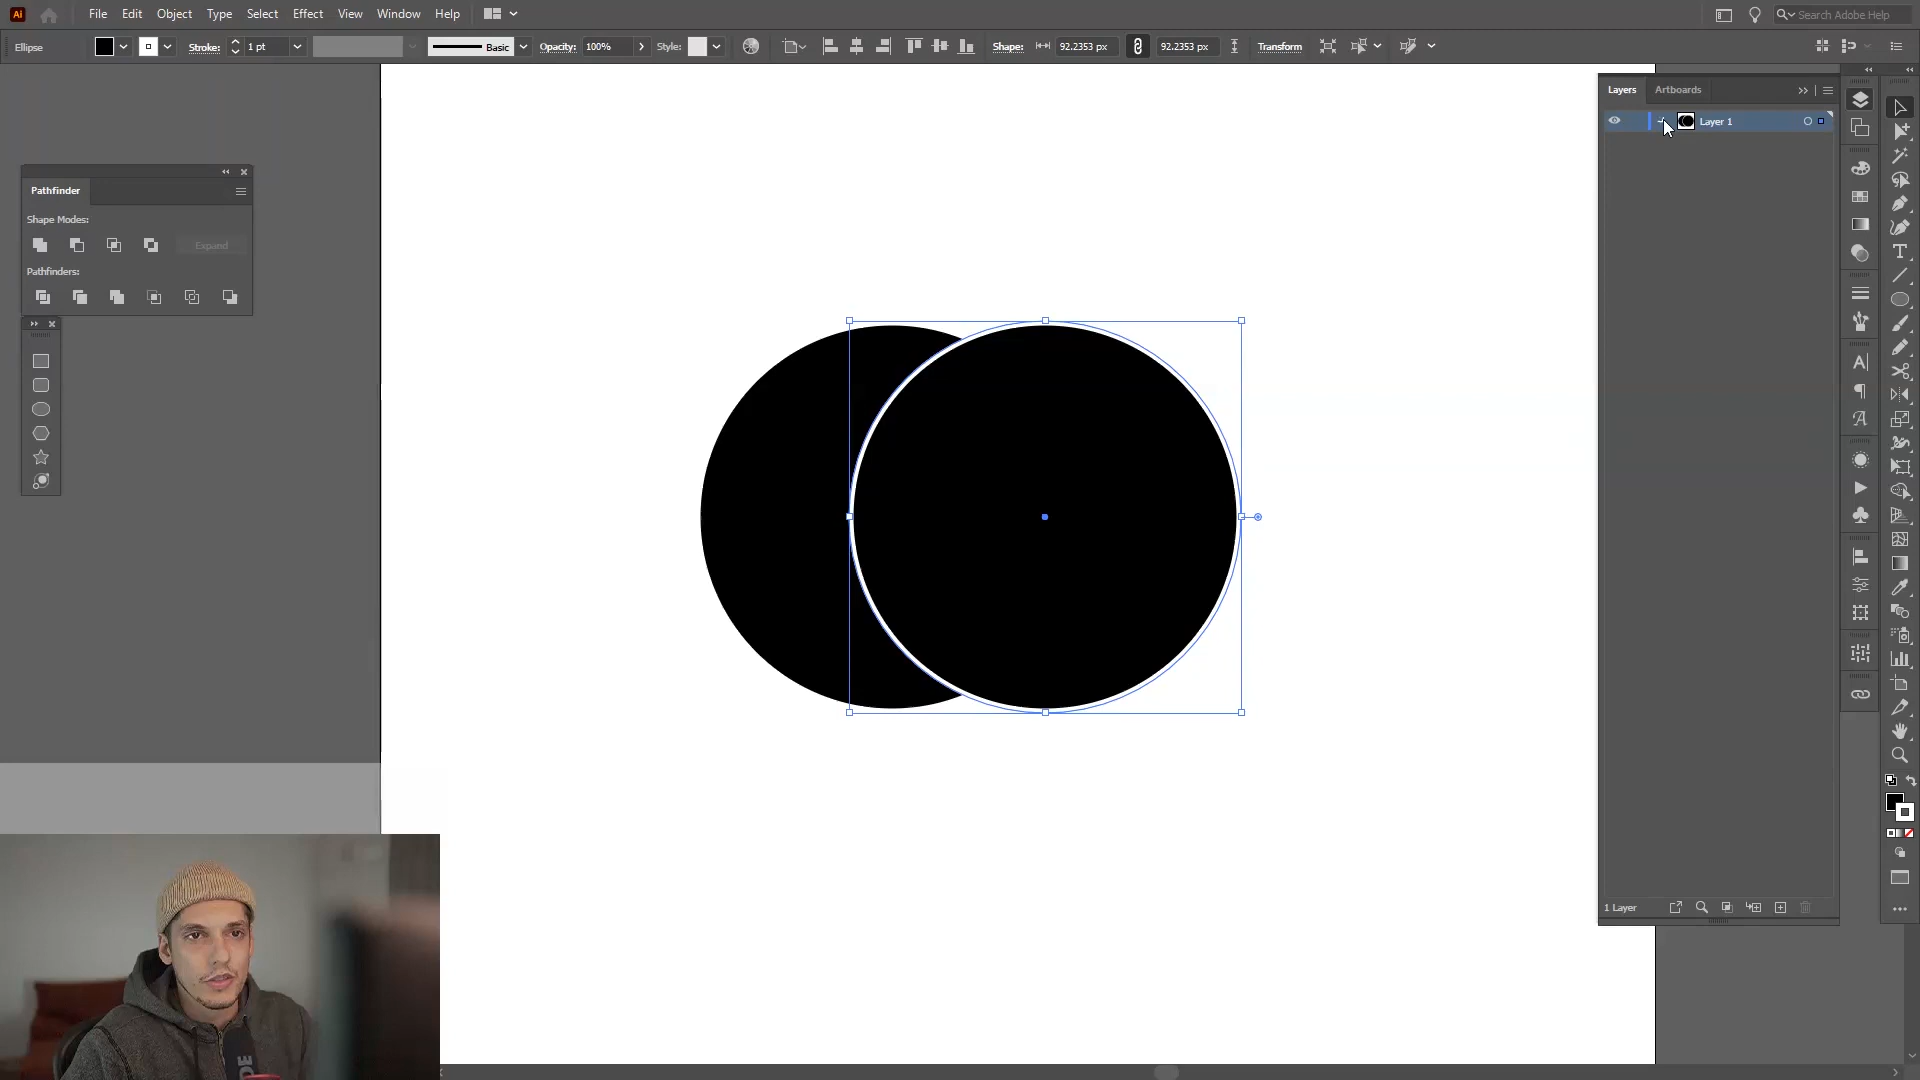 Ai File Edit Object Type Select Effect View Window Help Search Adobe Help
Ellipse Stroke: 1 pt Basic Opacity: 100% Style: Shape: 92.2353 px 92.2353 px Transform
Layers Artboards
Layer 1
Pathfinder
Shape Modes:
Expand
Pathfinders:
1 Layer